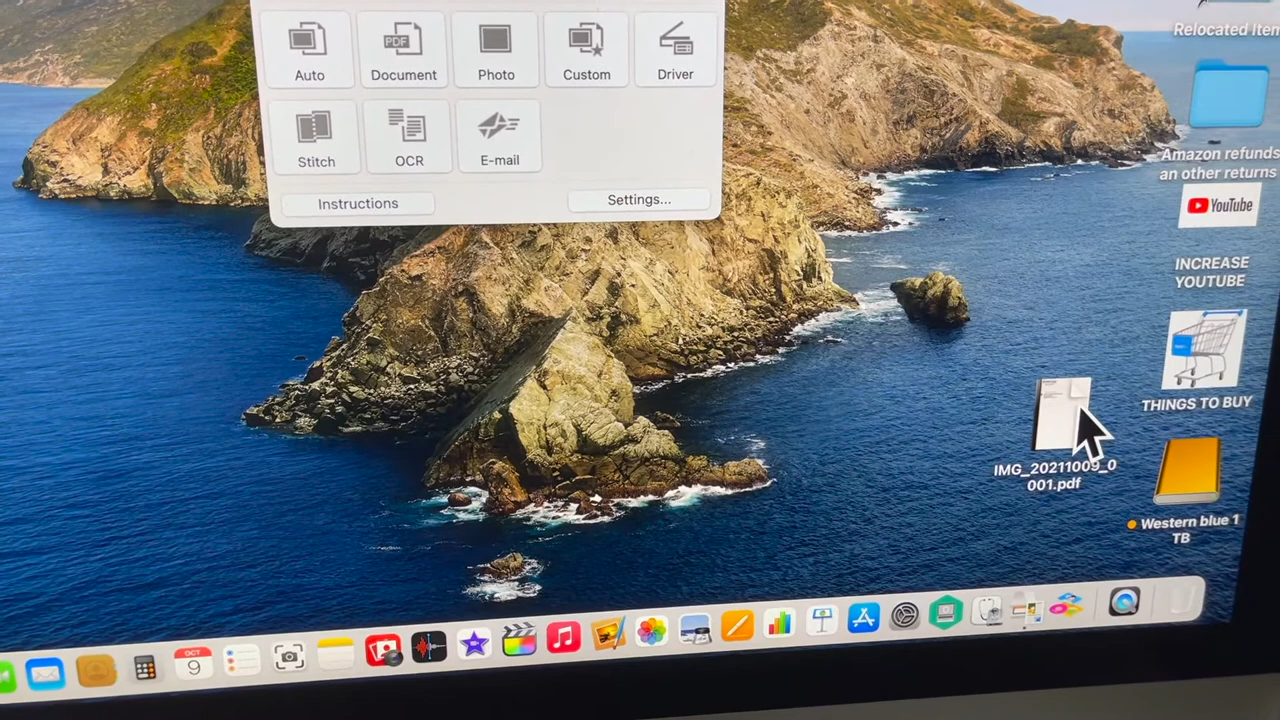 Relocated Item
Auto
Document
Photo
Custom
Driver
PDF
Stitch
OCR
E-mail
Instructions
Settings...
Amazon refunds
an other returns
YouTube
INCREASE
YOUTUBE
THINGS TO BUY
IMG_20211009_0
001.pdf
Western blue 1
TB
OCT
9